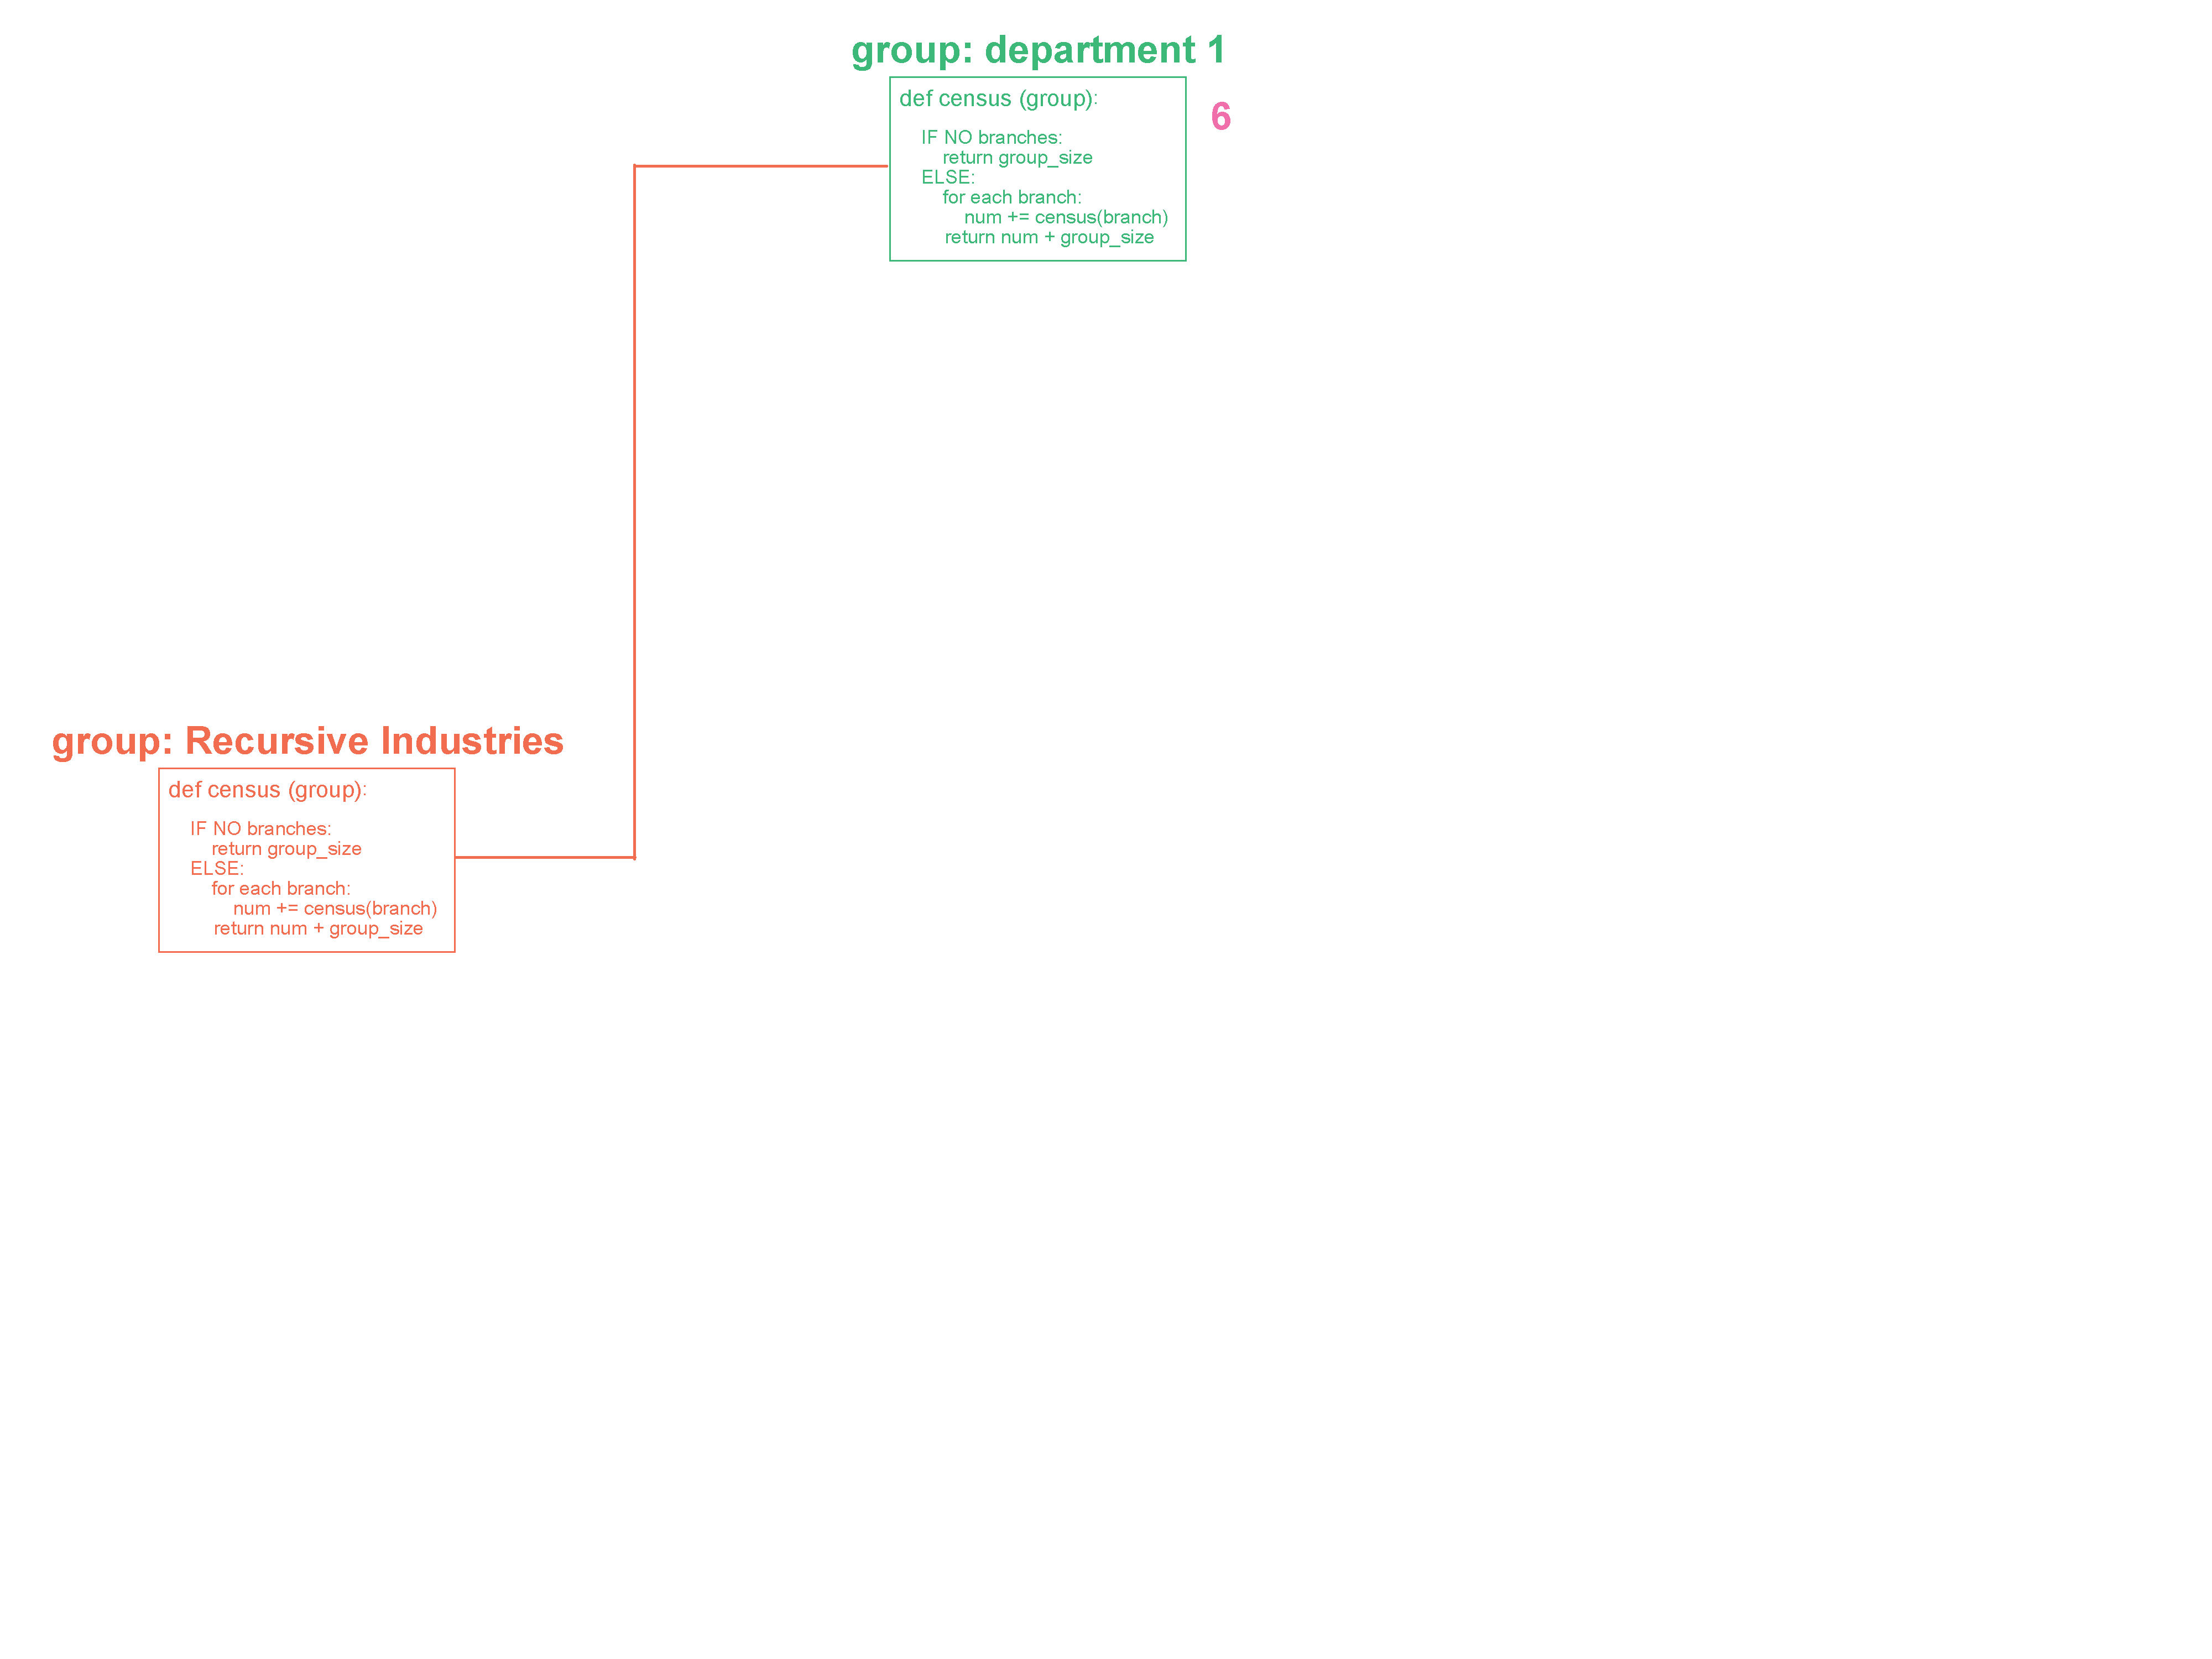 group: department 1
def census (group):
IF NO branches:
return group_size
ELSE:
for each branch:
num += census(branch)
return num + group_size
6
group: Recursive Industries
def census (group):
IF NO branches:
return group_size
ELSE:
for each branch:
num += census(branch)
return num + group_size